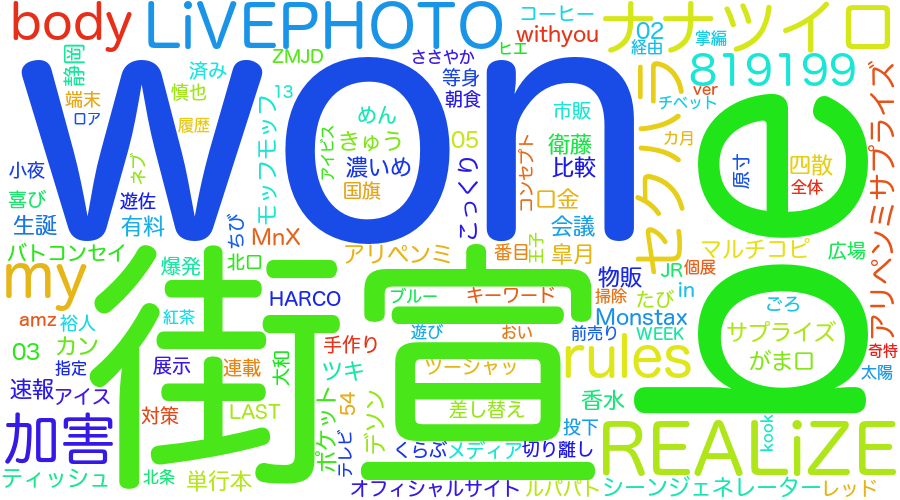 body
LiVEPHOTO
ナナツイロ
コーヒー
withyou
02
経由
掌編
ヒエ
静岡
ZMJD
ささやか
済み
等身
819199
慎也
13
朝食
ver
端末
ロア
チベット
won
履歴
めん
市販
アイビス
きゅう
05
衛藤
カ月
セクハラ
アリペンミサプライズ
モッフモッフ
濃いめ
比較
四散
小夜
ネブ
国旗
こっくり
コンセプト
口金
原寸
全体
喜び
遊佐
生誕
有料
ちび
MnX
会議
e
バトコンセイ
北口
アリペンミ
番目
王子
皐月
マルチコピ
広場
爆発
my
街宣
物販
JR
個展
HARCO
ブルー
キーワード
掃除
たび
in
ごろ
amz
裕人
紅茶
遊び
おい
前売り
Monstax
WEEK
サプライズ
03
カン
手作り
rules
がま口
奇特
指定
展示
連載
大和
ツキ
ツーシャッ
太陽
速報
アイス
香水
id
加害
対策
LAST
54
ポケット
デンソン
差し替え
投下
kook
REALiZE
テレビ
くらぶ
メディア
切り離し
ティッシュ
北条
単行本
オフィシャルサイト
ルパパト
シーンジェネレーター
レッド